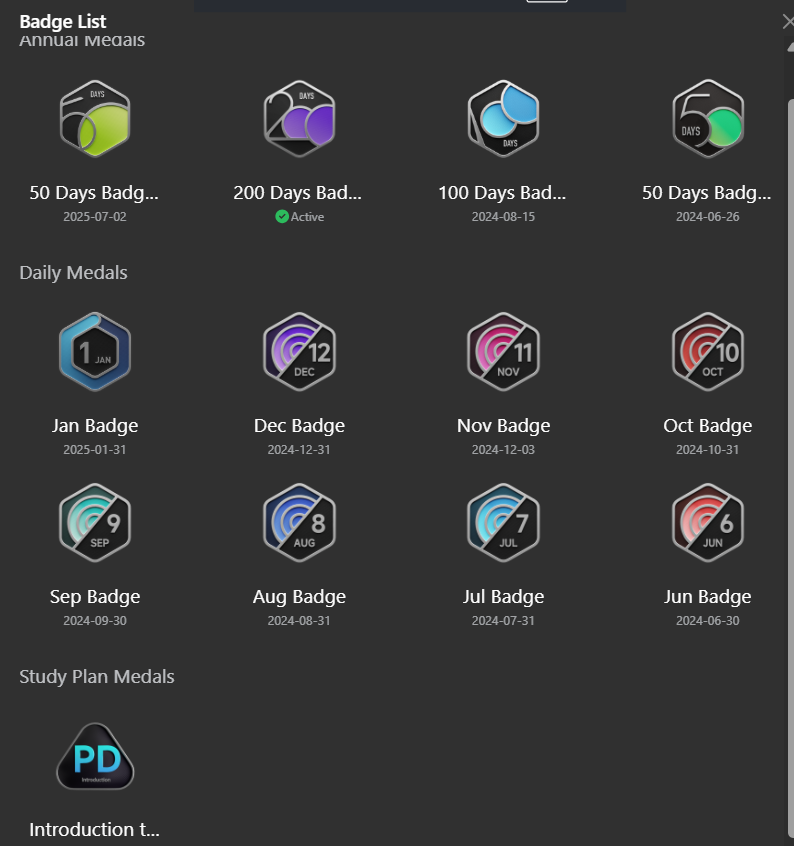 Badge List
Annual Medals
DAYS
50
DAYS
200
100
DAYS
50
DAYS
50 Days Badg...
200 Days Bad...
100 Days Bad...
50 Days Badg...
2025-07-02
Active
2024-08-15
2024-06-26
Daily Medals
1 JAN
12
DEC
11
NOV
10
OCT
Jan Badge
Dec Badge
Nov Badge
Oct Badge
2025-01-31
2024-12-31
2024-12-03
2024-10-31
9
SEP
8
AUG
7
JUL
6
JUN
Sep Badge
Aug Badge
Jul Badge
Jun Badge
2024-09-30
2024-08-31
2024-07-31
2024-06-30
Study Plan Medals
PD
Introduction
Introduction t...